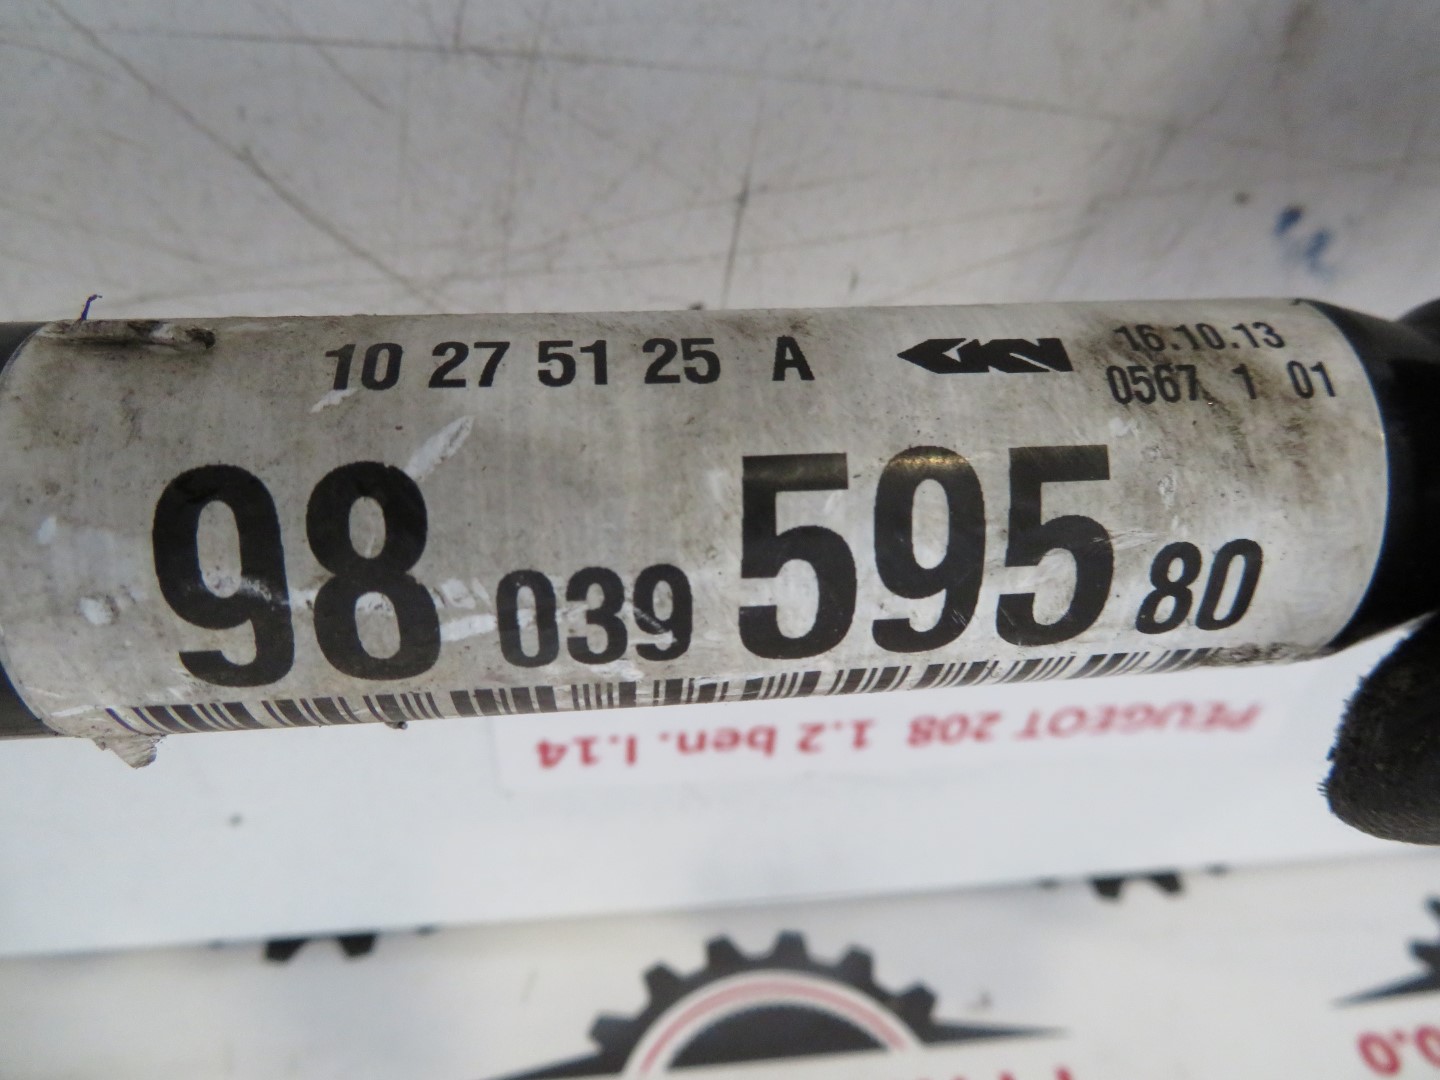 10 27 51 25 A GKN 16.10.13
0567 1 01
98 039 595 80
PEUGEOT 208 1.2 ben. I.14